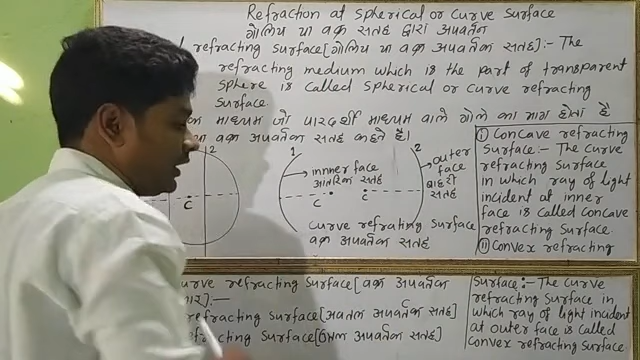 Refraction at spherical or curve surface
गोलिय या वक्र सतह द्वारा अपवर्तन
refracting surface [गोलिय या वक्र अपवर्तक सतह] :- The
refracting medium which is the part of transparent
sphere is called spherical or curve refracting
surface.
माध्यम जो पारदर्शी माध्यम वाले गोले का भाग होता है
वक्र अपवर्तक सतह कहते है।
2
C
1
innner face
आंतरिक सतह
C
C
2
outer
face
बाहरी
सतह
curve refrating surface
वक्र अपवर्तक सतह
① Concave refracting
surface:- The curve
refracting surface
in which ray of light
incident at inner
face is called concave
refracting surface.
② Convex refracting
surface:- The curve
refracting surface in
which ray of light incident
at outer face is called
convex refracting surface.
curve refracting surface [वक्र अपवर्तक
] :-
refracting surface [अवतल अपवर्तक सतह]
refracting surface [उत्तल अपवर्तक सतह]